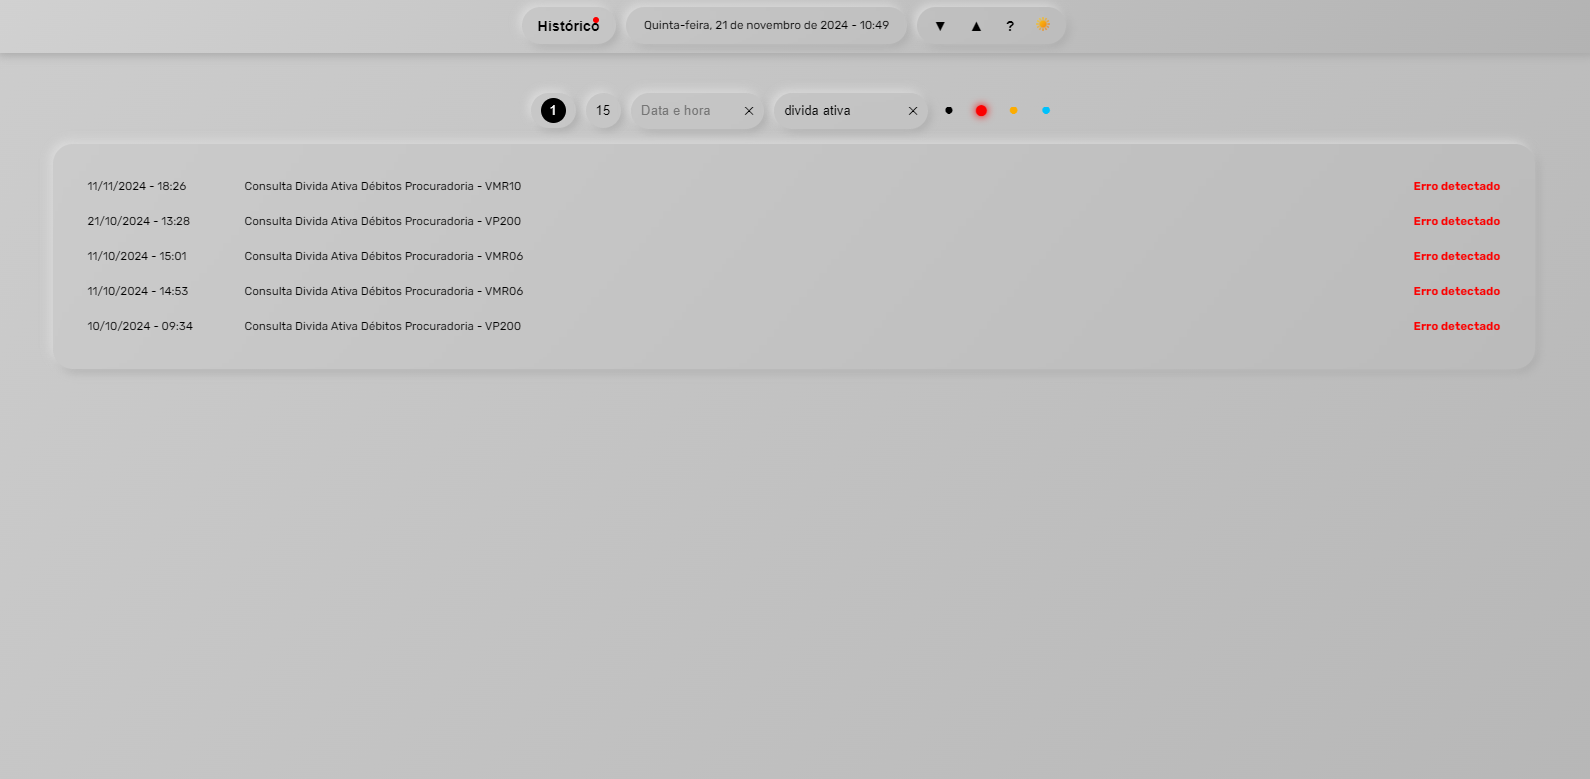 Histórico
Quinta-feira, 21 de novembro de 2024 - 10:49
▼ ▲ ? ☀
1 15 Data e hora × divida ativa ×
11/11/2024 - 18:26 Consulta Divida Ativa Débitos Procuradoria - VMR10 Erro detectado
21/10/2024 - 13:28 Consulta Divida Ativa Débitos Procuradoria - VP200 Erro detectado
11/10/2024 - 15:01 Consulta Divida Ativa Débitos Procuradoria - VMR06 Erro detectado
11/10/2024 - 14:53 Consulta Divida Ativa Débitos Procuradoria - VMR06 Erro detectado
10/10/2024 - 09:34 Consulta Divida Ativa Débitos Procuradoria - VP200 Erro detectado